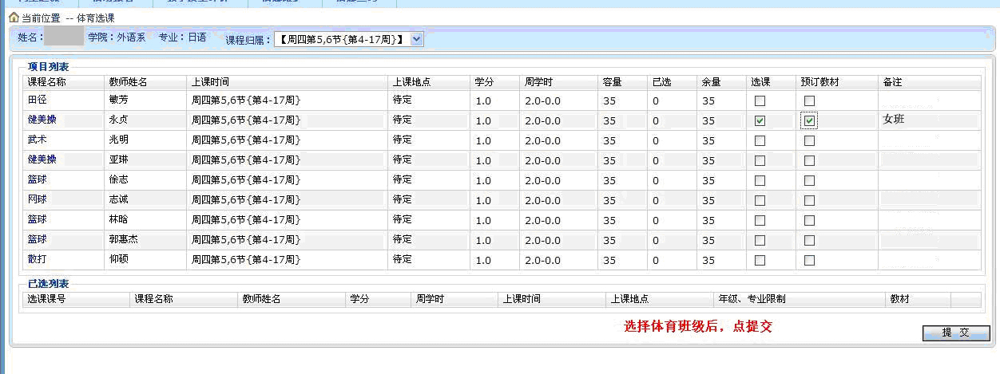 当前位置 -- 体育选课
姓名： 学院：外语系 专业：日语 课程归属：【周四第5,6节{第4-17周}】
项目列表
课程名称 教师姓名 上课时间 上课地点 学分 周学时 容量 已选 余量 选课 预订教材 备注
田径 敏芳 周四第5,6节{第4-17周} 待定 1.0 2.0-0.0 35 0 35
健美操 永贞 周四第5,6节{第4-17周} 待定 1.0 2.0-0.0 35 0 35 女班
武术 兆明 周四第5,6节{第4-17周} 待定 1.0 2.0-0.0 35 0 35
健美操 亚琳 周四第5,6节{第4-17周} 待定 1.0 2.0-0.0 35 0 35
篮球 徐志 周四第5,6节{第4-17周} 待定 1.0 2.0-0.0 35 0 35
网球 志诚 周四第5,6节{第4-17周} 待定 1.0 2.0-0.0 35 0 35
篮球 林晗 周四第5,6节{第4-17周} 待定 1.0 2.0-0.0 35 0 35
篮球 郭惠杰 周四第5,6节{第4-17周} 待定 1.0 2.0-0.0 35 0 35
散打 仰硕 周四第5,6节{第4-17周} 待定 1.0 2.0-0.0 35 0 35
已选列表
选课课号 课程名称 教师姓名 学分 周学时 上课时间 上课地点 年级、专业限制 教材
选择体育班级后，点提交
提 交